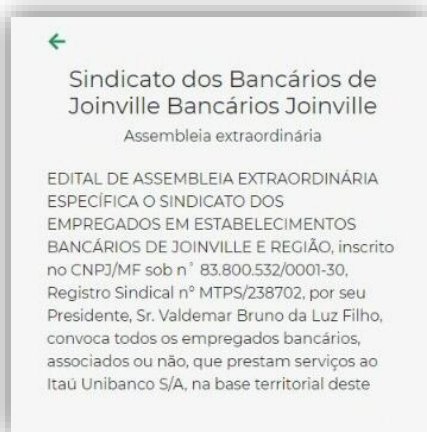 Sindicato dos Bancários de
Joinville Bancários Joinville
Assembleia extraordinária
EDITAL DE ASSEMBLEIA EXTRAORDINÁRIA
ESPECÍFICA O SINDICATO DOS
EMPREGADOS EM ESTABELECIMENTOS
BANCÁRIOS DE JOINVILLE E REGIÃO, inscrito
no CNPJ/MF sob n° 83.800.532/0001-30,
Registro Sindical nº MTPS/238702, por seu
Presidente, Sr. Valdemar Bruno da Luz Filho,
convoca todos os empregados bancários,
associados ou não, que prestam serviços ao
Itaú Unibanco S/A, na base territorial deste